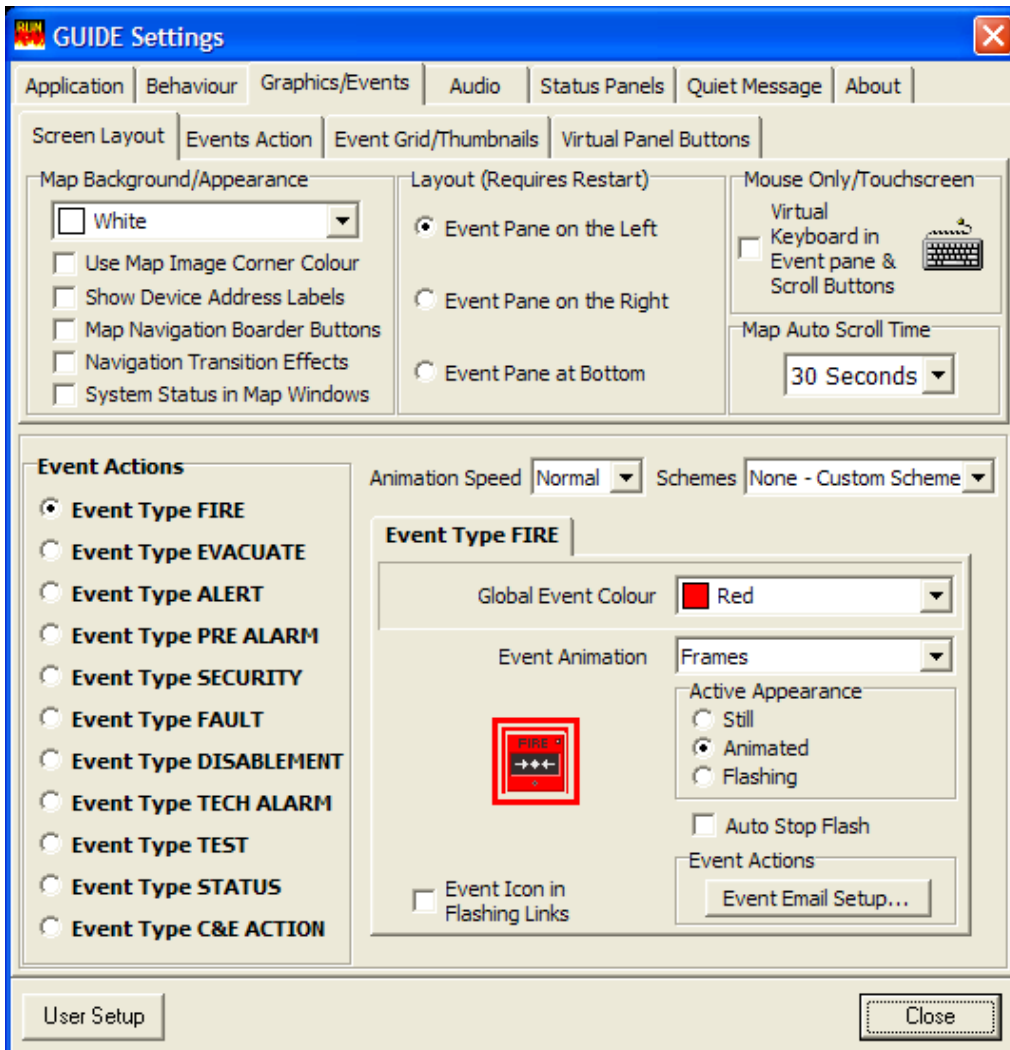 RUN
GUIDE Settings
Application Behaviour Graphics/Events Audio Status Panels Quiet Message About
Screen Layout Events Action Event Grid/Thumbnails Virtual Panel Buttons
Map Background/Appearance
White
Use Map Image Corner Colour
Show Device Address Labels
Map Navigation Boarder Buttons
Navigation Transition Effects
System Status in Map Windows
Layout (Requires Restart)
Event Pane on the Left
Event Pane on the Right
Event Pane at Bottom
Mouse Only/Touchscreen
Virtual
Keyboard in
Event pane &
Scroll Buttons
Map Auto Scroll Time
30 Seconds
Event Actions
Event Type FIRE
Event Type EVACUATE
Event Type ALERT
Event Type PRE ALARM
Event Type SECURITY
Event Type FAULT
Event Type DISABLEMENT
Event Type TECH ALARM
Event Type TEST
Event Type STATUS
Event Type C&E ACTION
Animation Speed Normal Schemes None - Custom Scheme
Event Type FIRE
Global Event Colour Red
Event Animation Frames
FIRE
Active Appearance
Still
Animated
Flashing
Auto Stop Flash
Event Icon in
Flashing Links
Event Actions
Event Email Setup...
User Setup Close